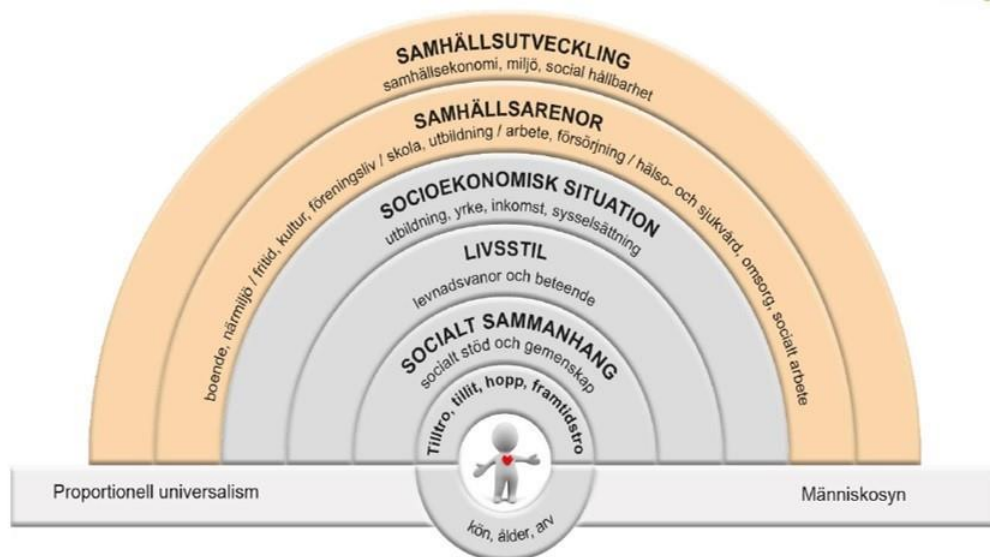 SAMHÄLLSUTVECKLING
samhällsekonomi, miljö, social hållbarhet
SAMHÄLLSARENOR
boende, närmiljö / fritid, kultur, föreningsliv / skola, utbildning / arbete, försörjning / hälso- och sjukvård, omsorg, socialt arbete
SOCIOEKONOMISK SITUATION
utbildning, yrke, inkomst, sysselsättning
LIVSSTIL
levnadsvanor och beteende
SOCIALT SAMMANHANG
socialt stöd och gemenskap
Tilltro, tillit, hopp, framtidstro
Proportionell universalism
Människosyn
kön, ålder, arv